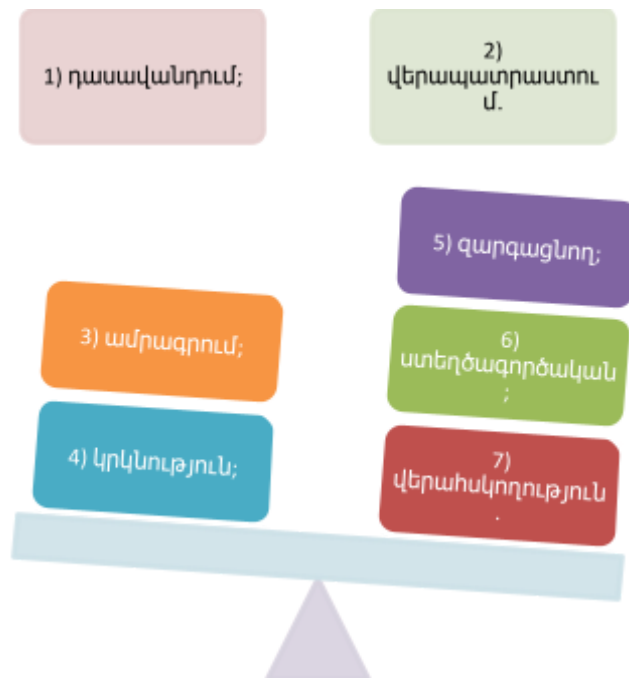 1) դասավանդում;
2)
վերապատրաստու
մ.
5) զարգացնող;
3) ամրագրում;
6)
ստեղծագործական
;
4) կրկնություն;
7)
վերահսկողություն
.